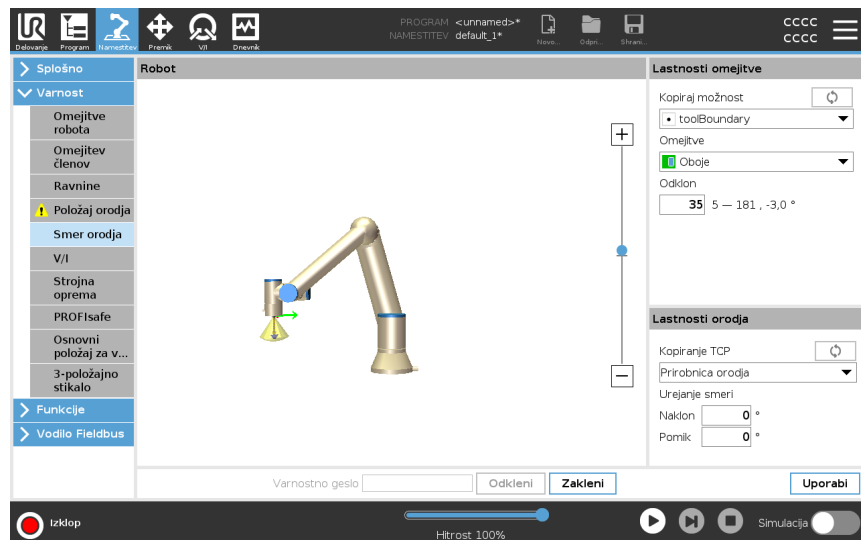 PROGRAM <unnamed>*
NAMESTITEV default_1*
Delovanje
Program
Namestitev
Premik
V/I
Dnevnik
Novo...
Odpri...
Shrani...
cccc
cccc
Splošno
Varnost
Omejitve
robota
Omejitev
členov
Ravnine
Položaj orodja
Smer orodja
V/I
Strojna
oprema
PROFIsafe
Osnovni
položaj za v...
3-položajno
stikalo
Funkcije
Vodilo Fieldbus
Robot
Lastnosti omejitve
Kopiraj možnost
toolBoundary
Omejitve
Oboje
Odklon
35 5 — 181 , -3,0 °
Lastnosti orodja
Kopiranje TCP
Prirobnica orodja
Urejanje smeri
Naklon 0 °
Pomik 0 °
Varnostno geslo
Odkleni
Zakleni
Uporabi
Izklop
Hitrost 100%
Simulacija